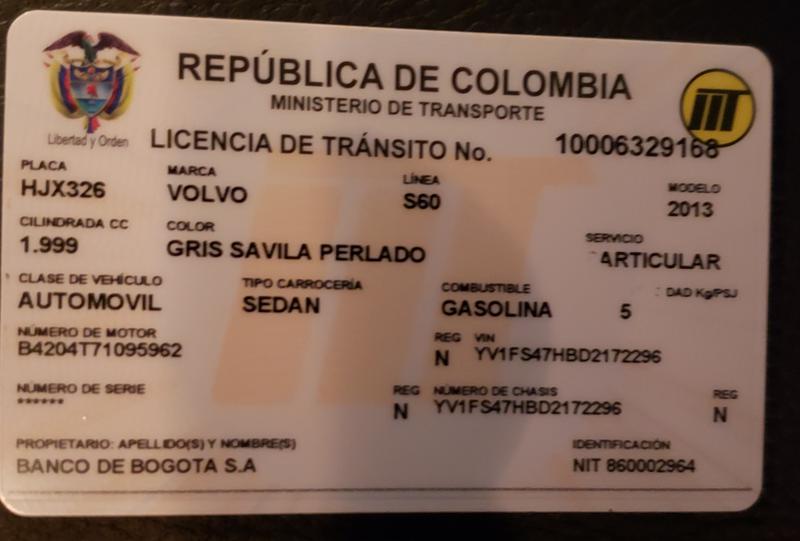 REPÚBLICA DE COLOMBIA
MINISTERIO DE TRANSPORTE
Libertad y Orden
LICENCIA DE TRÁNSITO No. 10006329168
PLACA MARCA LÍNEA MODELO
HJX326 VOLVO S60 2013
CILINDRADA CC COLOR SERVICIO
1.999 GRIS SAVILA PERLADO ARTICULAR
CLASE DE VEHÍCULO TIPO CARROCERÍA COMBUSTIBLE DAD Kg/PSJ
AUTOMOVIL SEDAN GASOLINA 5
NÚMERO DE MOTOR REG VIN
B4204T71095962 N YV1FS47HBD2172296
NÚMERO DE SERIE REG NÚMERO DE CHASIS REG
****** N YV1FS47HBD2172296 N
PROPIETARIO: APELLIDO(S) Y NOMBRE(S) IDENTIFICACIÓN
BANCO DE BOGOTA S.A NIT 860002964